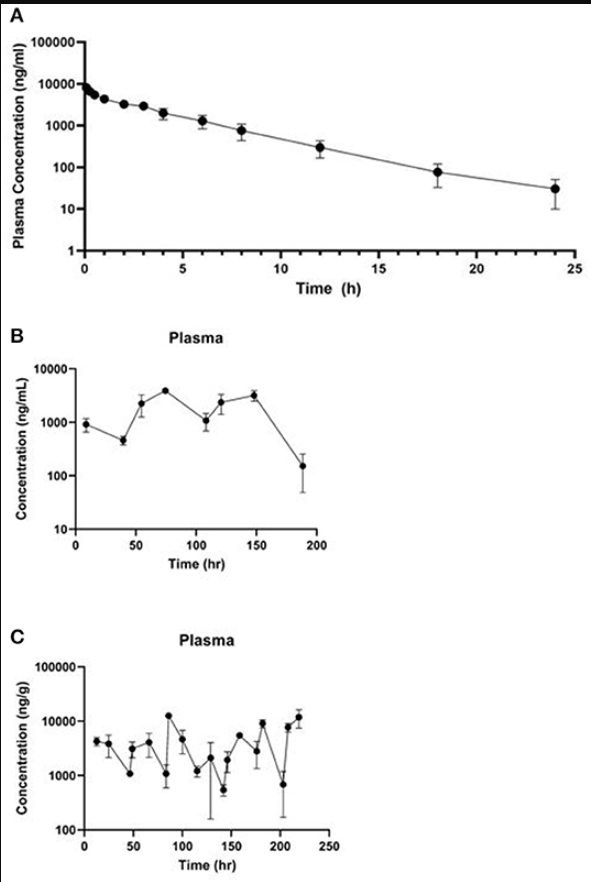 A
Plasma Concentration (ng/ml)
100000
10000
1000
100
10
1
0 5 10 15 20 25
Time (h)
B
Plasma
Concentration (ng/mL)
10000
1000
100
10
0 50 100 150 200
Time (hr)
C
Plasma
Concentration (ng/g)
100000
10000
1000
100
0 50 100 150 200 250
Time (hr)